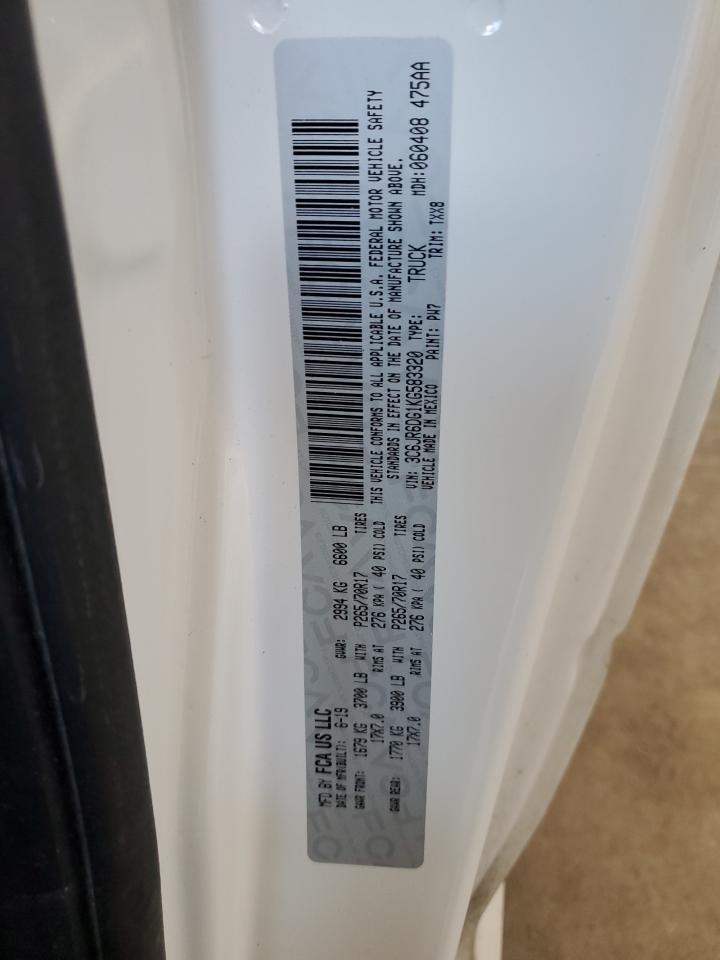 MFD BY FCA US LLC
DATE OF MFR(BUILT): 6-19 GVWR: 2994 KG 6600 LB
GAWR FRONT: 1679 KG 3700 LB WITH P265/70R17 TIRES
17X7.0 RIMS AT 276 KPA ( 40 PSI) COLD
GAWR REAR: 1770 KG 3900 LB WITH P265/70R17 TIRES
17X7.0 RIMS AT 276 KPA ( 40 PSI) COLD
THIS VEHICLE CONFORMS TO ALL APPLICABLE U.S.A. FEDERAL MOTOR VEHICLE SAFETY
STANDARDS IN EFFECT ON THE DATE OF MANUFACTURE SHOWN ABOVE.
VIN: 3C6JR6DG1KG583320 TYPE: TRUCK MDH:060408 475AA
VEHICLE MADE IN MEXICO PAINT: PW7 TRIM: TXX8